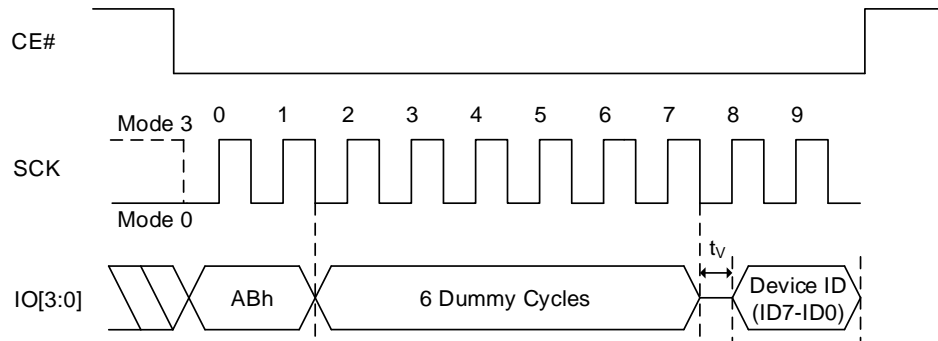 CE#
0 1 2 3 4 5 6 7 8 9
Mode 3
SCK
Mode 0
tV
IO[3:0]
ABh
6 Dummy Cycles
Device ID
(ID7-ID0)